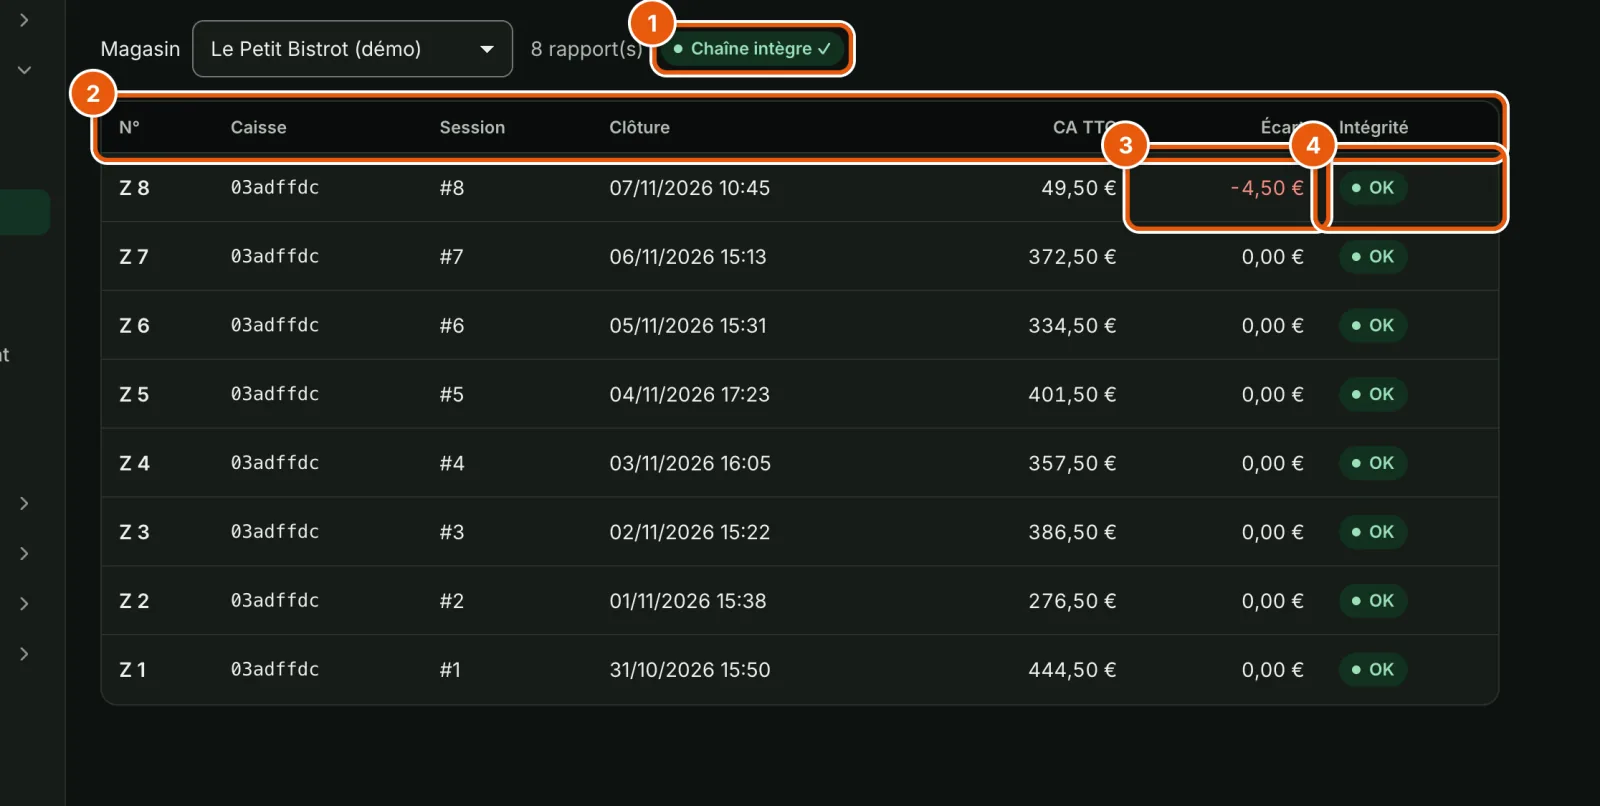 Magasin Le Petit Bistrot (démo) 8 rapport(s) 1 Chaîne intègre ✓
2
N° Caisse Session Clôture CA TTC Écart Intégrité
3 4
Z 8 03adffdc #8 07/11/2026 10:45 49,50 € -4,50 € OK
Z 7 03adffdc #7 06/11/2026 15:13 372,50 € 0,00 € OK
Z 6 03adffdc #6 05/11/2026 15:31 334,50 € 0,00 € OK
nt
Z 5 03adffdc #5 04/11/2026 17:23 401,50 € 0,00 € OK
Z 4 03adffdc #4 03/11/2026 16:05 357,50 € 0,00 € OK
Z 3 03adffdc #3 02/11/2026 15:22 386,50 € 0,00 € OK
Z 2 03adffdc #2 01/11/2026 15:38 276,50 € 0,00 € OK
Z 1 03adffdc #1 31/10/2026 15:50 444,50 € 0,00 € OK